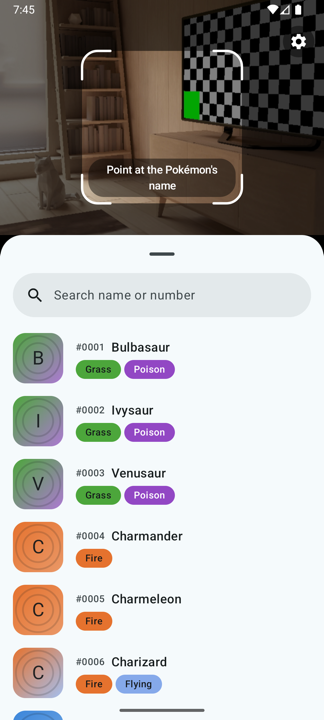 7:45
Point at the Pokémon's
name
Search name or number
B
#0001 Bulbasaur
Grass Poison
I
#0002 Ivysaur
Grass Poison
V
#0003 Venusaur
Grass Poison
C
#0004 Charmander
Fire
C
#0005 Charmeleon
Fire
C
#0006 Charizard
Fire Flying